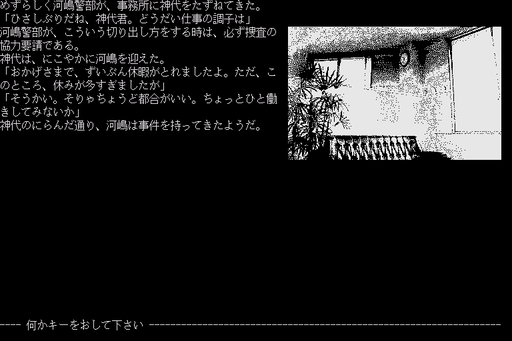 めずらしく河嶋警部が、事務所に神代をたずねてきた。
「ひさしぶりだね、神代君。どうだい仕事の調子は」
河嶋警部が、こういう切り出し方をする時は、必ず捜査の
協力要請である。
神代は、にこやかに河嶋を迎えた。
「おかげさまで、ずいぶん休暇がとれましたよ。ただ、こ
のところ、休みが多すぎましたが」
「そうかい。そりゃちょうど都合がいい。ちょっとひと働
きしてみないか」
神代のにらんだ通り、河嶋は事件を持ってきたようだ。
---- 何かキーをおして下さい ----